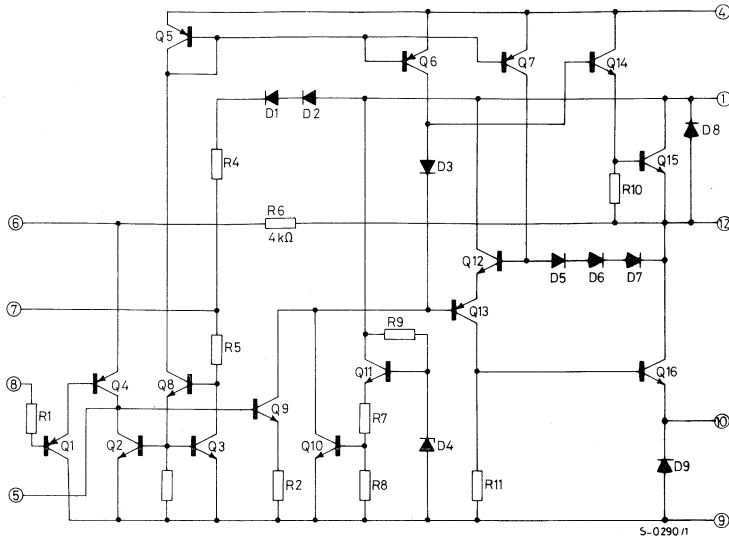 4
Q5
Q6
Q7
Q14
1
D1 D2
D8
R4
D3
Q15
R10
6
R6
4kΩ
12
Q12
D5 D6 D7
7
Q13
R9
R5
8
Q4
Q8
Q11
Q16
R1
Q9
R7
10
Q1
Q2
Q3
Q10
D4
D9
5
R2
R8
R11
9
S-0290/1